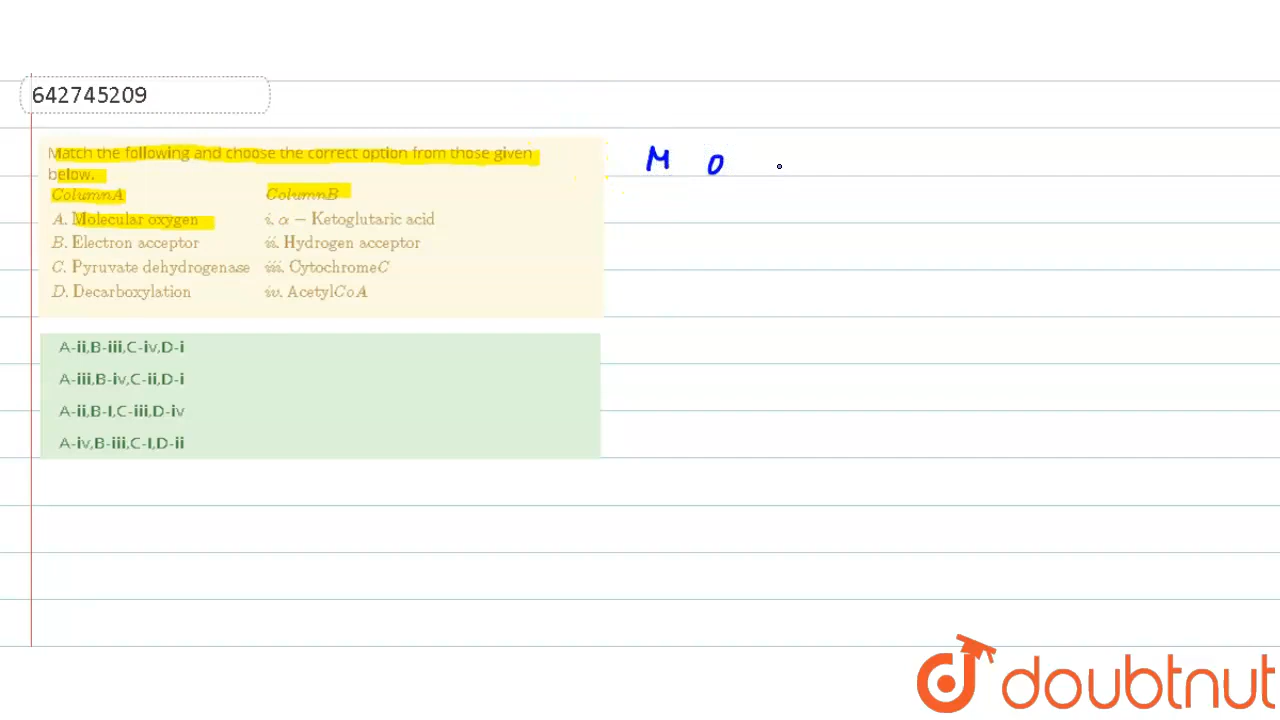 642745209
Match the following and choose the correct option from those given
below.
ColumnA ColumnB
A. Molecular oxygen i. α − Ketoglutaric acid
B. Electron acceptor ii. Hydrogen acceptor
C. Pyruvate dehydrogenase iii. CytochromeC
D. Decarboxylation iv. AcetylCoA
A-ii,B-iii,C-iv,D-i
A-iii,B-iv,C-ii,D-i
A-ii,B-I,C-iii,D-iv
A-iv,B-iii,C-I,D-ii
M O
doubtnut